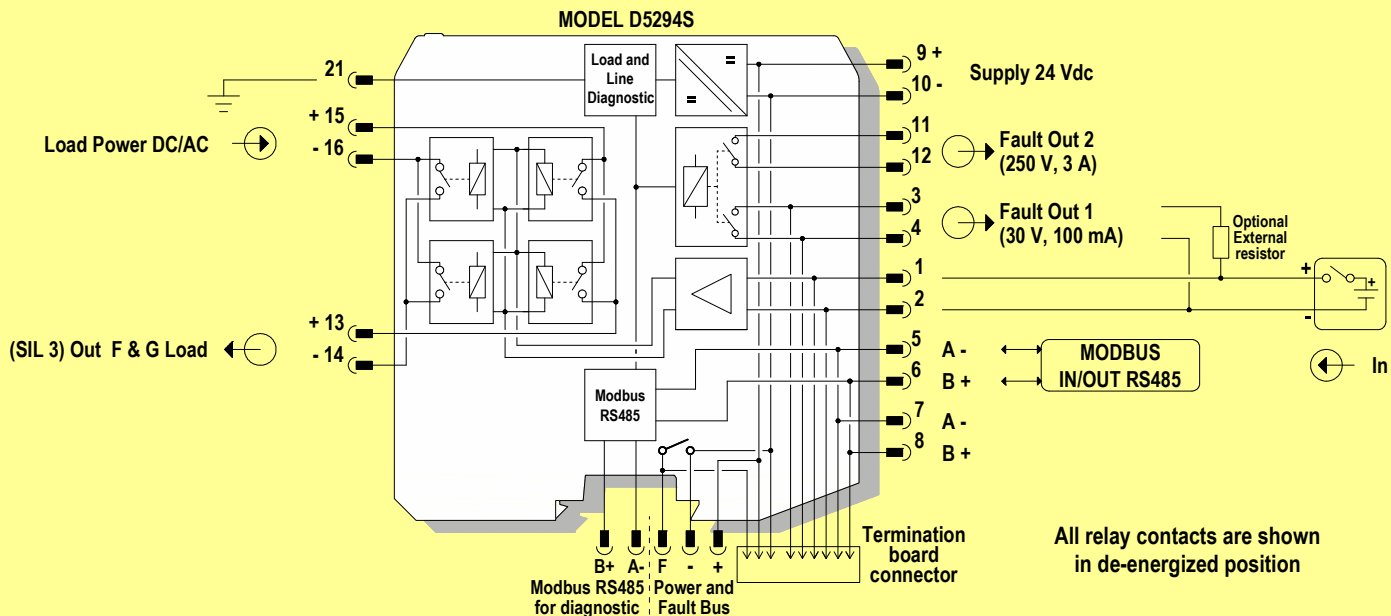 MODEL D5294S
21
Load and
Line
Diagnostic
=
=
9 +
10 -
Supply 24 Vdc
+ 15
- 16
Load Power DC/AC
11
12
Fault Out 2
(250 V, 3 A)
3
4
Fault Out 1
(30 V, 100 mA)
Optional
External
resistor
1
2
+
-
+
In
+ 13
- 14
(SIL 3) Out F & G Load
5
A -
6
B +
MODBUS
IN/OUT RS485
7
A -
8
B +
Modbus
RS485
B+
A-
F
-
+
Modbus RS485
for diagnostic
Power and
Fault Bus
Termination
board
connector
All relay contacts are shown
in de-energized position